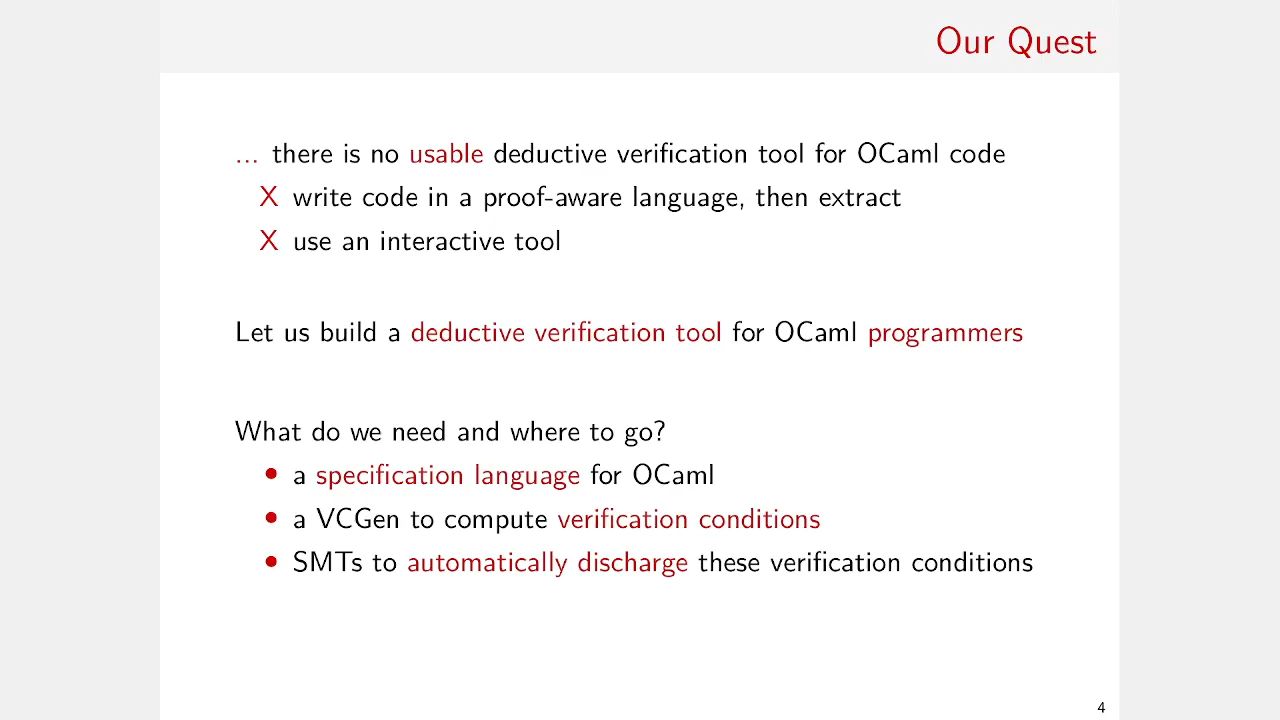 Our Quest
... there is no usable deductive verification tool for OCaml code
X write code in a proof-aware language, then extract
X use an interactive tool
Let us build a deductive verification tool for OCaml programmers
What do we need and where to go?
• a specification language for OCaml
• a VCGen to compute verification conditions
• SMTs to automatically discharge these verification conditions
4